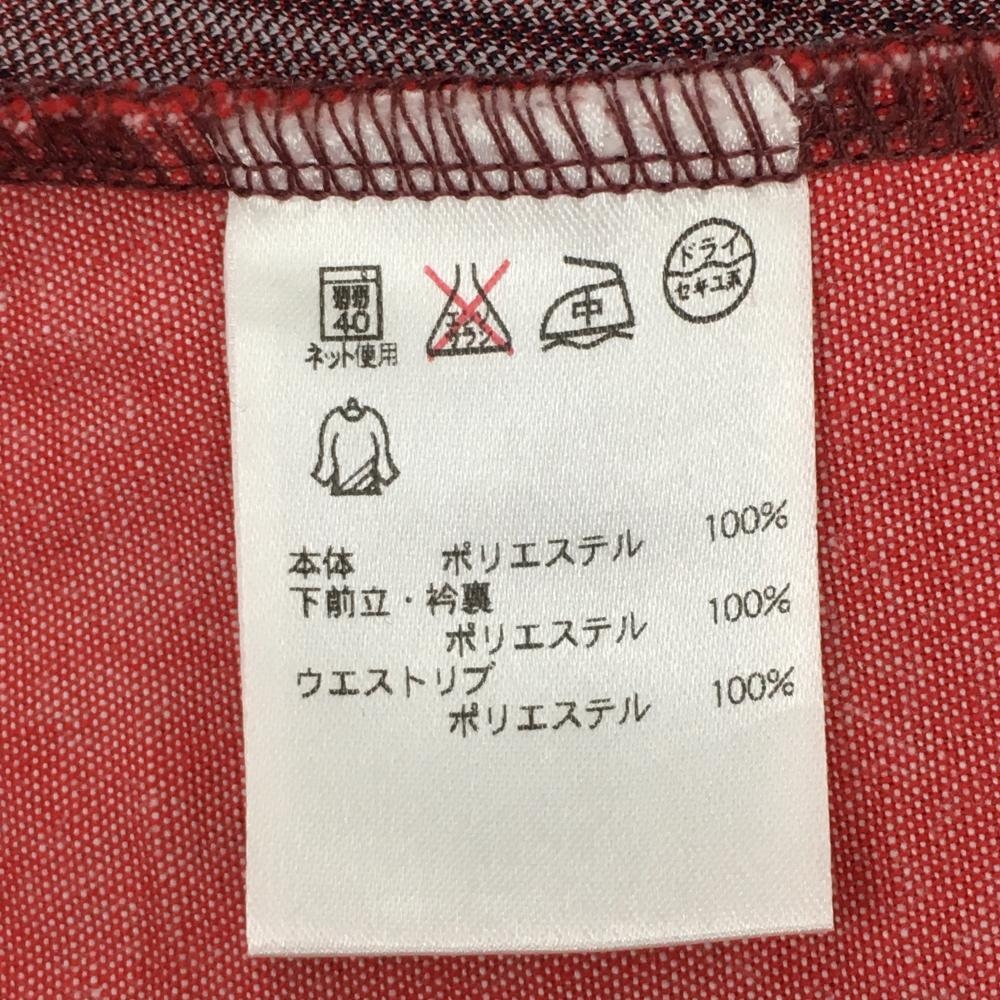 弱
40
ネット使用
エンソ
サラシ
中
ドライ
セキユ系
本体 ポリエステル 100%
下前立・衿裏
ポリエステル 100%
ウエストリブ
ポリエステル 100%